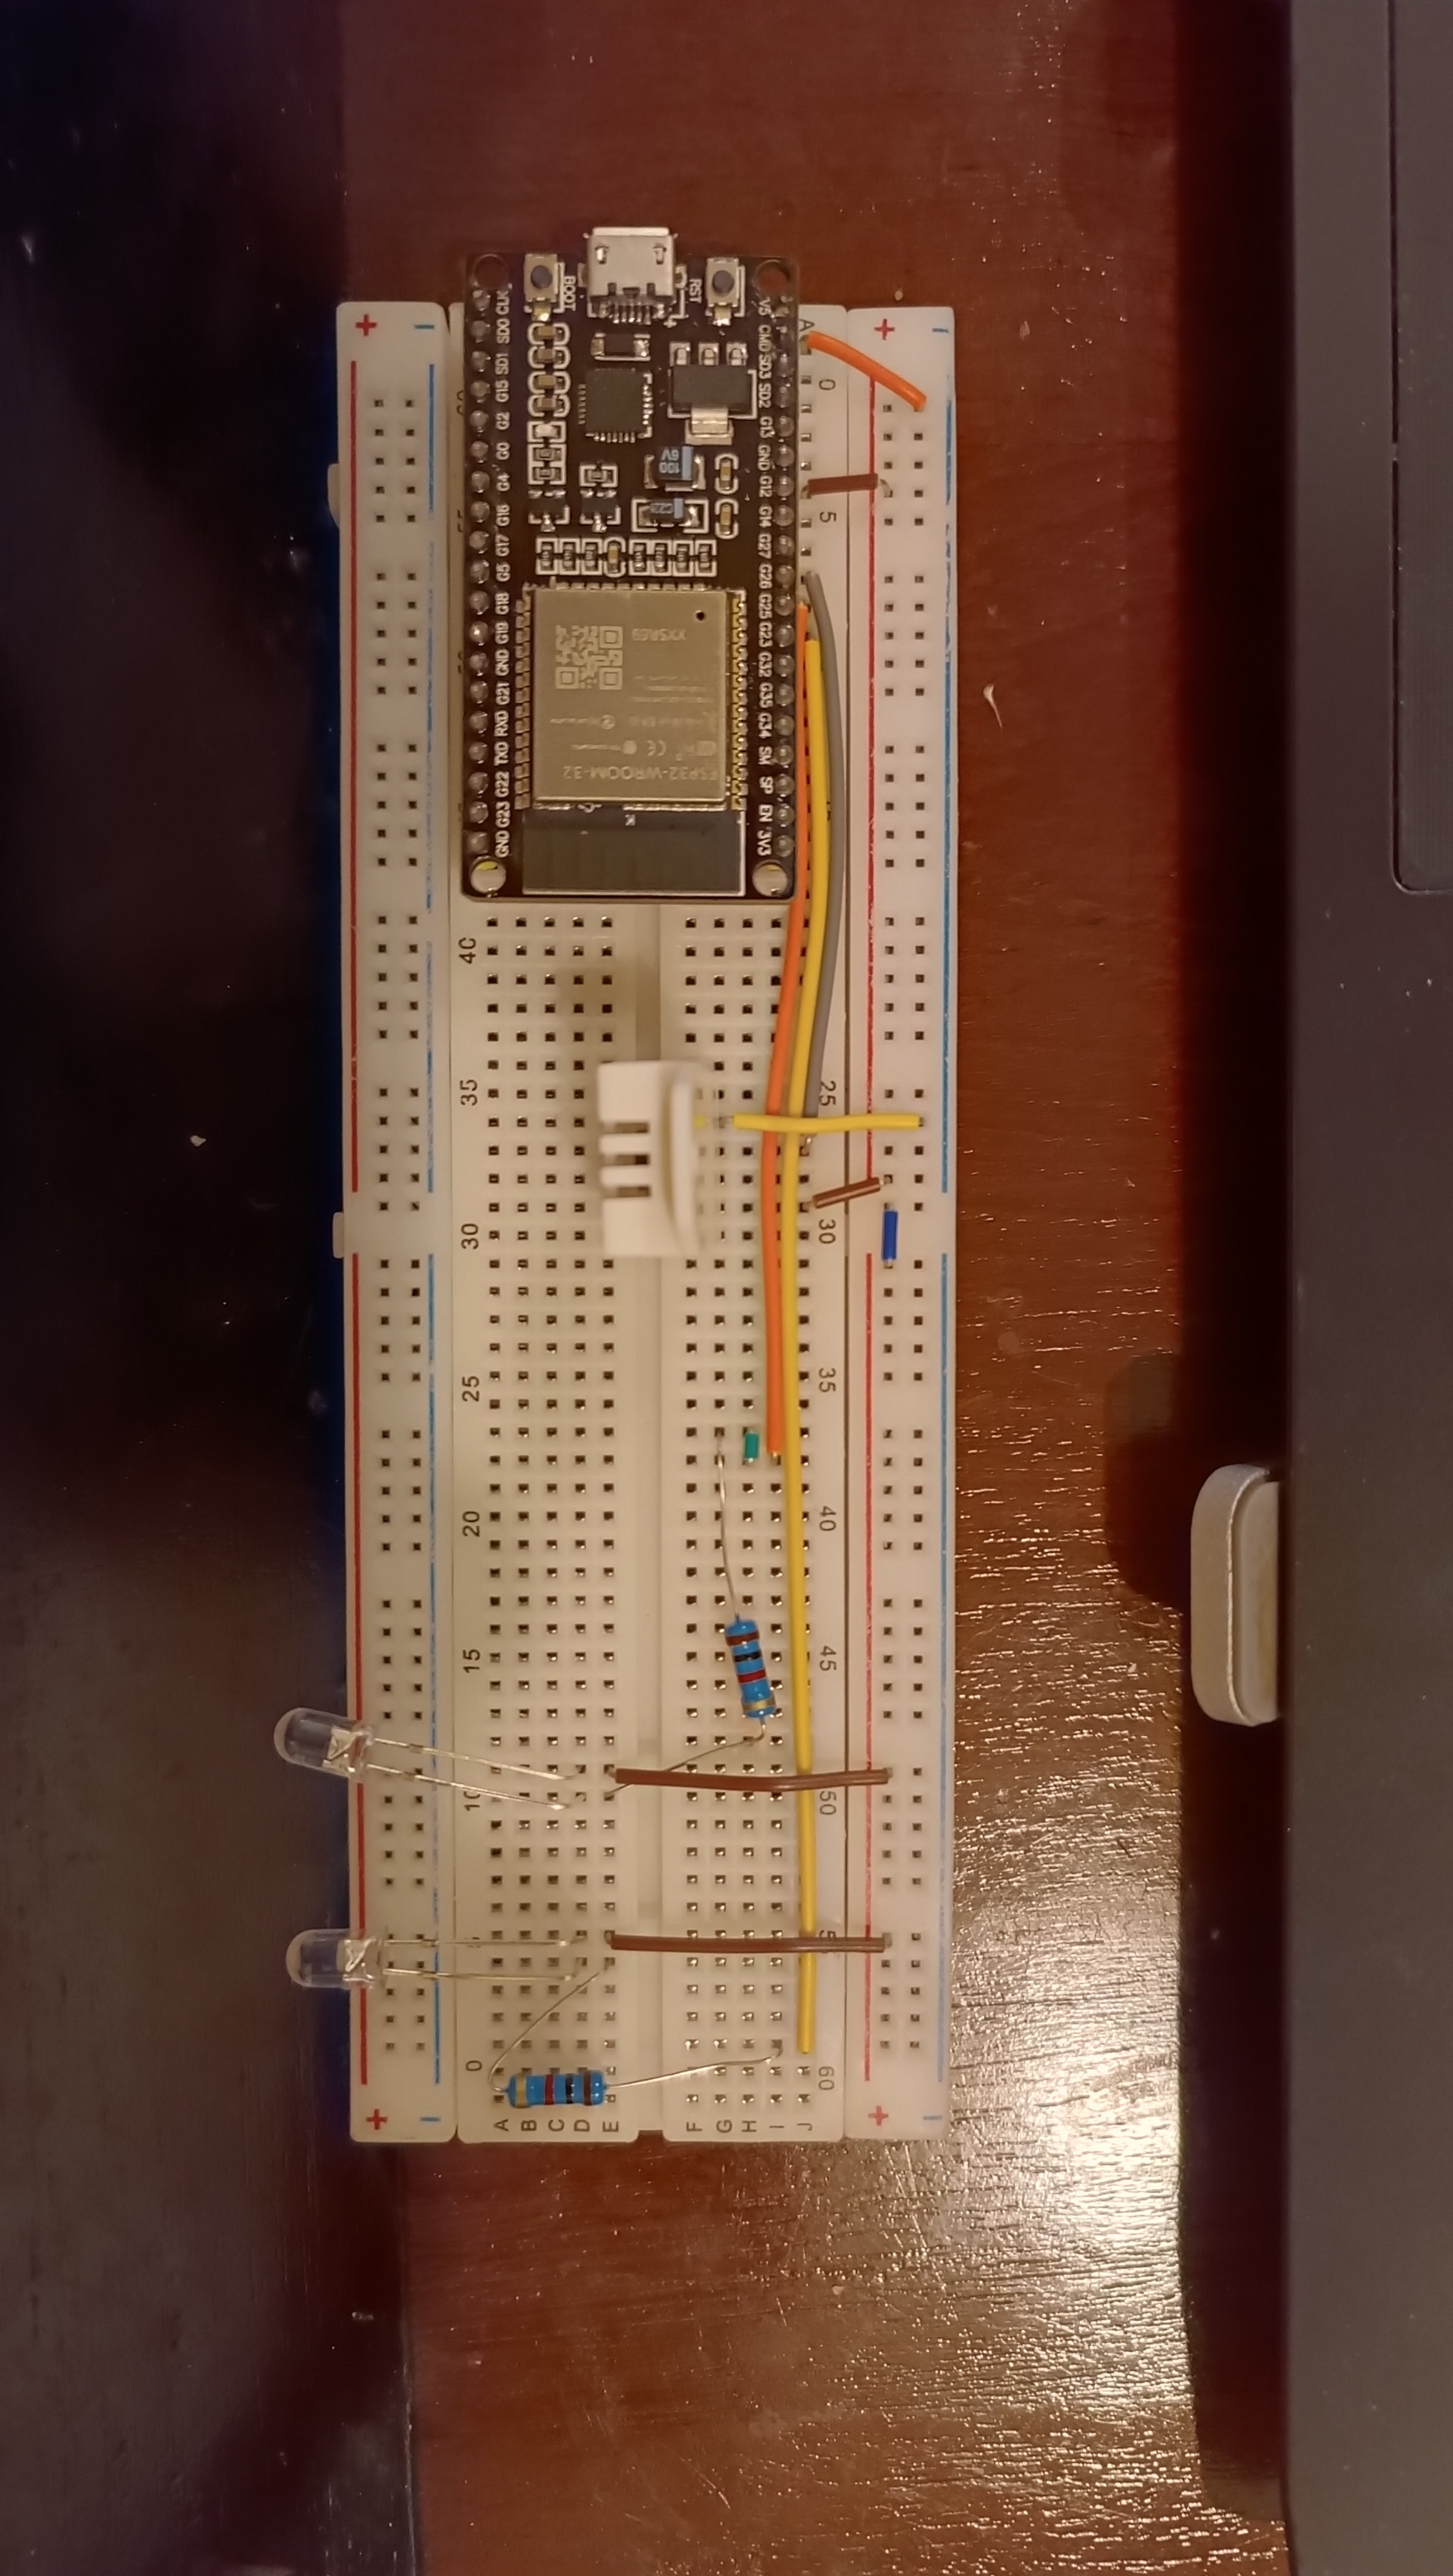 0 5 25 30 35 40 45 50 60
A J
I
H
G
F
V5 CMD SD3 SD2 G13 GND G12 G14 G27 G26 G25 G23 G32 G35 G34 SM SP EN 3V3
RST
ESP32-WROOM-32
BOOT
E
D
C
B
A
CLK SD0 SD1 G15 G2 G0 G4 G16 G17 G5 G18 G19 GND G21 RXD TXD G22 G23 GND
40 35 30 25 20 15 10 5 0